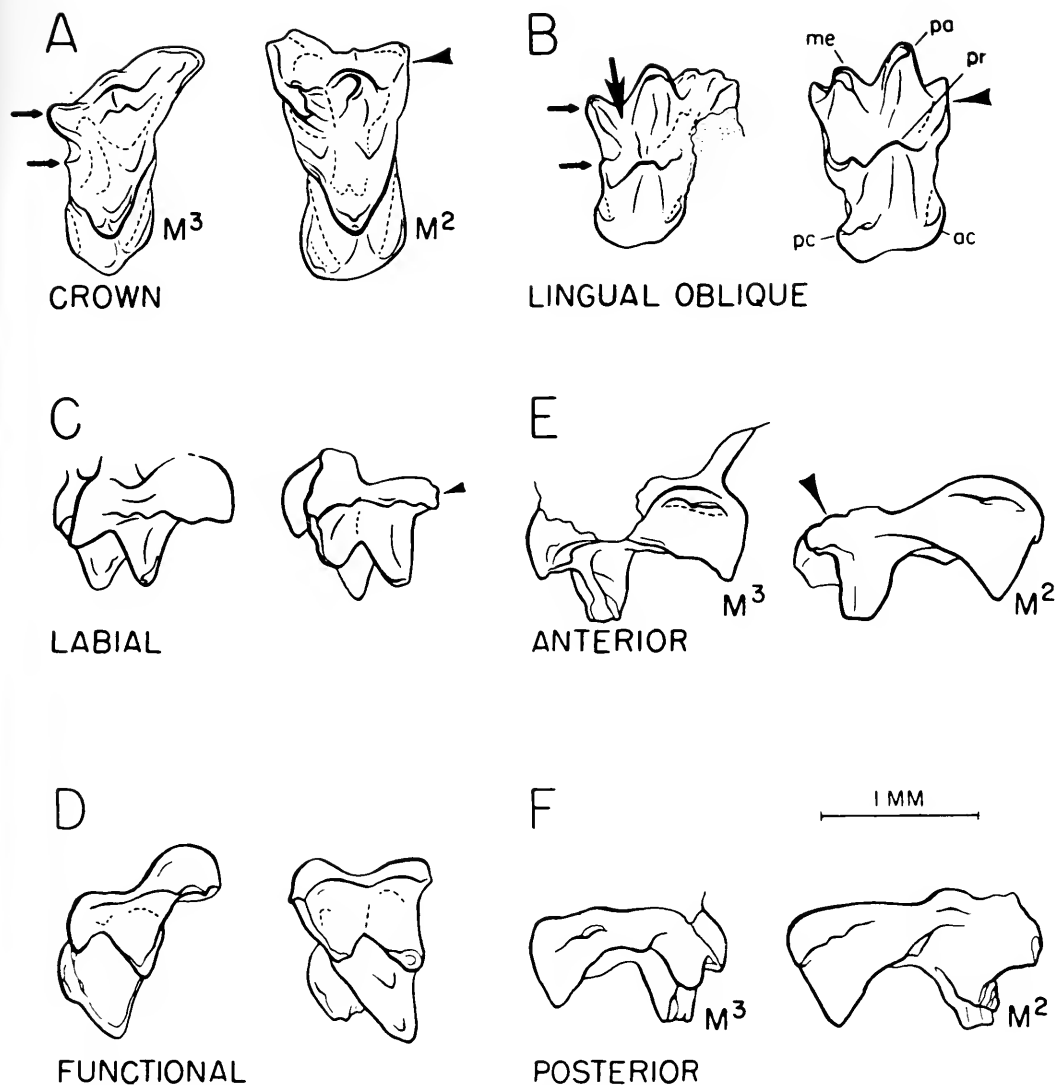 A
M3
M2
CROWN
B
me
pa
pr
pc
ac
LINGUAL OBLIQUE
C
LABIAL
E
M3
M2
ANTERIOR
D
FUNCTIONAL
F
1 MM
M3
M2
POSTERIOR